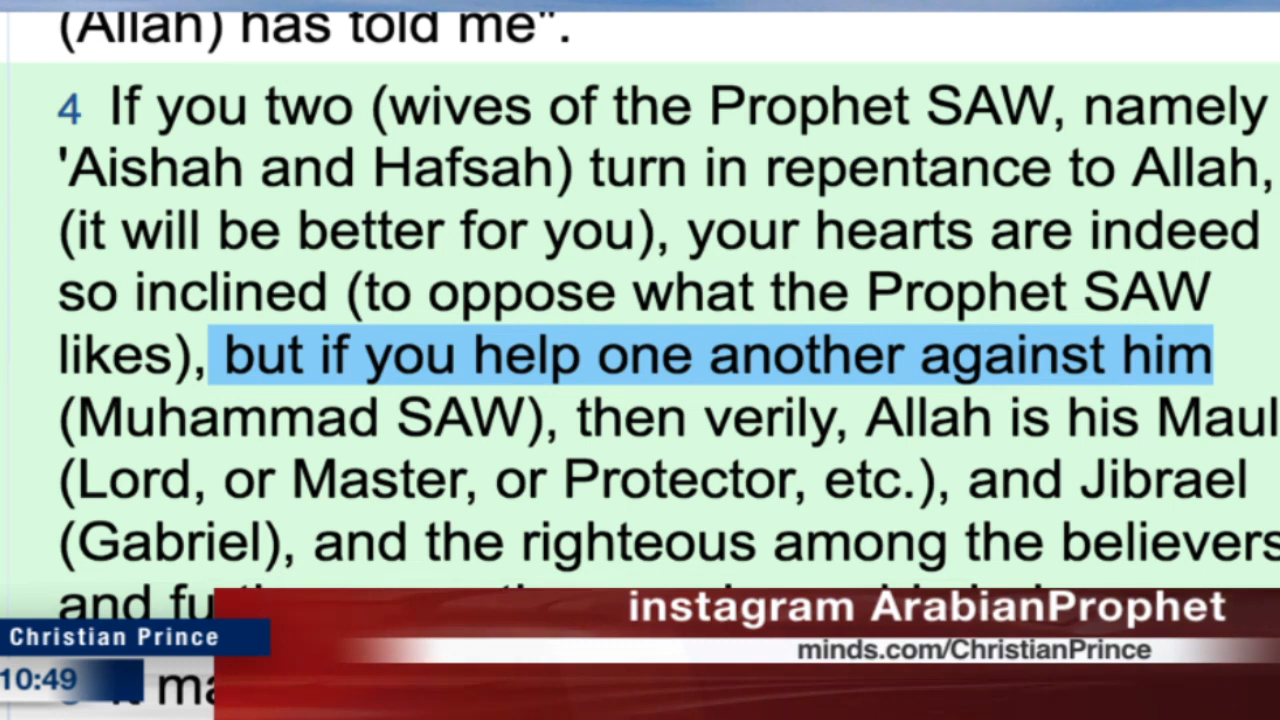 (Allah) has told me".
4 If you two (wives of the Prophet SAW, namely
'Aishah and Hafsah) turn in repentance to Allah,
(it will be better for you), your hearts are indeed
so inclined (to oppose what the Prophet SAW
likes), but if you help one another against him
(Muhammad SAW), then verily, Allah is his Maul
(Lord, or Master, or Protector, etc.), and Jibrael
(Gabriel), and the righteous among the believers
and fu
instagram ArabianProphet
Christian Prince
minds.com/ChristianPrince
10:49